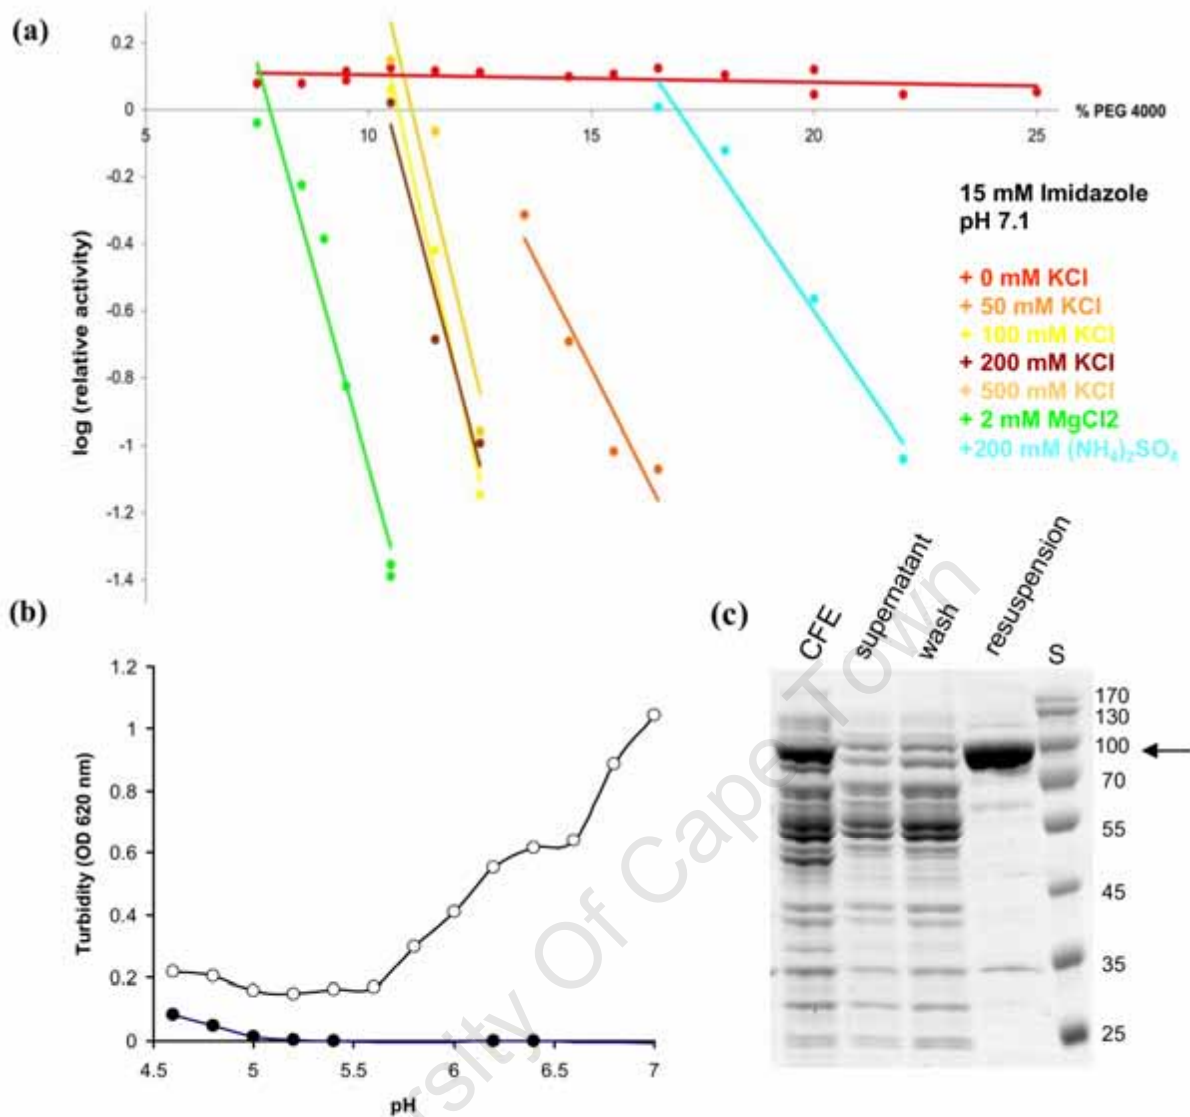 (a)
0.2
0
-0.2
-0.4
-0.6
-0.8
-1
-1.2
-1.4
log (relative activity)
5 10 15 20 25
% PEG 4000
15 mM Imidazole
pH 7.1
+ 0 mM KCl
+ 50 mM KCl
+ 100 mM KCl
+ 200 mM KCl
+ 500 mM KCl
+ 2 mM MgCl2
+200 mM (NH₄)₂SO₄
(b)
1.2
1
0.8
0.6
0.4
0.2
0
Turbidity (OD 620 nm)
4.5 5 5.5 6 6.5 7
pH
(c)
CFE
supernatant
wash
resuspension
S
170
130
100
70
55
45
35
25
ersity Of Cape Town